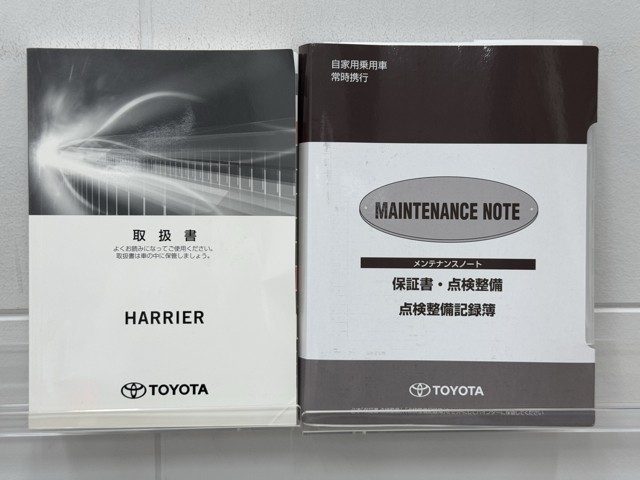 取扱書
よくお読みになってご使用ください。
取扱書は車の中に保管しましょう。
HARRIER
TOYOTA
自家用乗用車
常時携行
MAINTENANCE NOTE
メンテナンスノート
保証書・点検整備
点検整備記録簿
TOYOTA